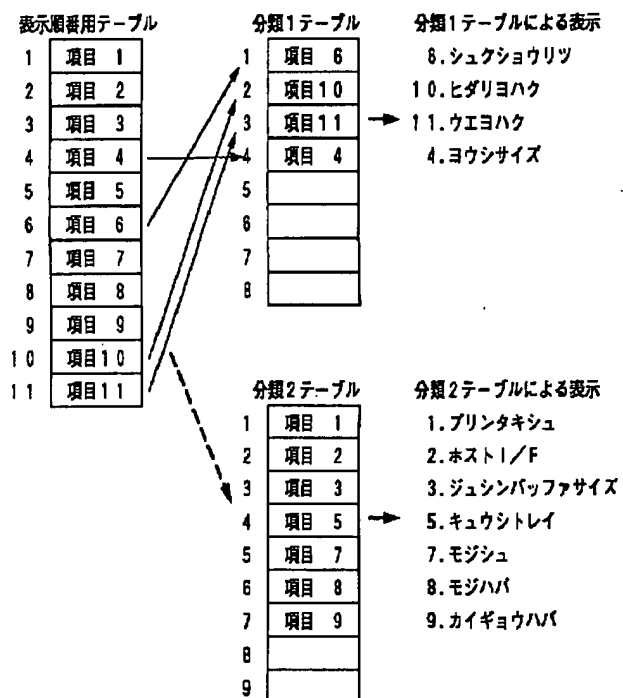 表示順番用テーブル
1 項目 1
2 項目 2
3 項目 3
4 項目 4
5 項目 5
6 項目 6
7 項目 7
8 項目 8
9 項目 9
10 項目10
11 項目11
分類1テーブル
1 項目 6
2 項目10
3 項目11
4 項目 4
5
6
7
8
分類1テーブルによる表示
6.シュクショウリツ
10.ヒダリヨハク
11.ウエヨハク
4.ヨウシサイズ
分類2テーブル
1 項目 1
2 項目 2
3 項目 3
4 項目 5
5 項目 7
6 項目 8
7 項目 9
8
9
分類2テーブルによる表示
1.プリンタキシュ
2.ホストI/F
3.ジュシンバッファサイズ
5.キュウシトレイ
7.モジシュ
8.モジハバ
9.カイギョウハバ